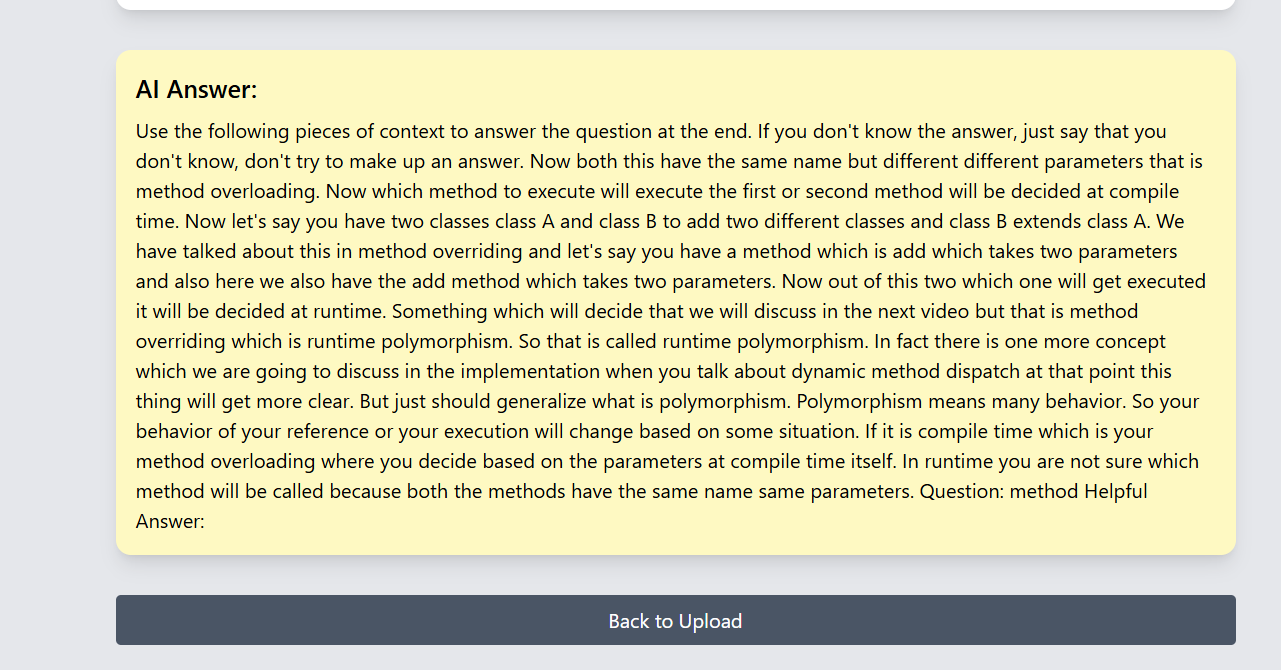 AI Answer:
Use the following pieces of context to answer the question at the end. If you don't know the answer, just say that you
don't know, don't try to make up an answer. Now both this have the same name but different different parameters that is
method overloading. Now which method to execute will execute the first or second method will be decided at compile
time. Now let's say you have two classes class A and class B to add two different classes and class B extends class A. We
have talked about this in method overriding and let's say you have a method which is add which takes two parameters
and also here we also have the add method which takes two parameters. Now out of this two which one will get executed
it will be decided at runtime. Something which will decide that we will discuss in the next video but that is method
overriding which is runtime polymorphism. So that is called runtime polymorphism. In fact there is one more concept
which we are going to discuss in the implementation when you talk about dynamic method dispatch at that point this
thing will get more clear. But just should generalize what is polymorphism. Polymorphism means many behavior. So your
behavior of your reference or your execution will change based on some situation. If it is compile time which is your
method overloading where you decide based on the parameters at compile time itself. In runtime you are not sure which
method will be called because both the methods have the same name same parameters. Question: method Helpful
Answer:
Back to Upload